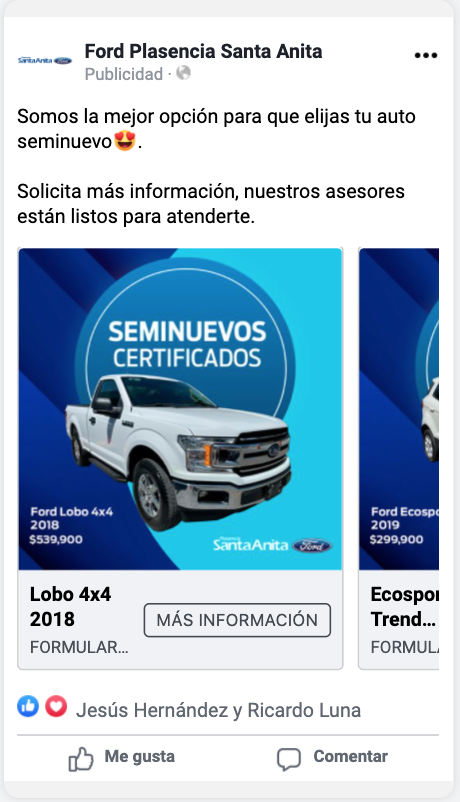 Ford Plasencia Santa Anita
Publicidad ·
Somos la mejor opción para que elijas tu auto
seminuevo😍.
Solicita más información, nuestros asesores
están listos para atenderte.
SEMINUEVOS
CERTIFICADOS
Ford Lobo 4x4
2018
$539,900
SantaAnita Ford
Ford Ecospo
2019
$299,900
Lobo 4x4
2018
FORMULAR...
MÁS INFORMACIÓN
Ecospor
Trend...
FORMULA
Jesús Hernández y Ricardo Luna
Me gusta
Comentar